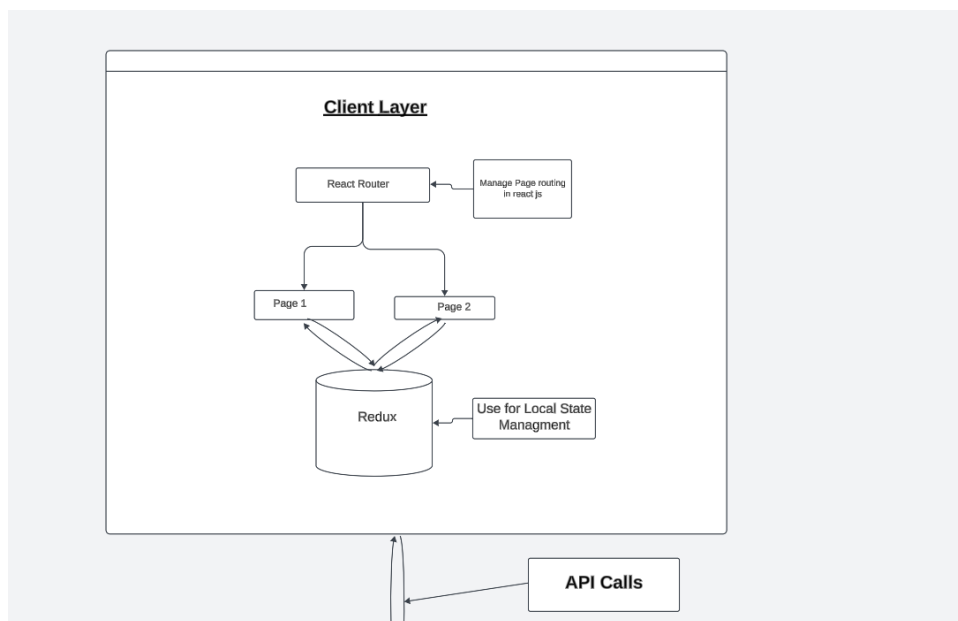 Client Layer
React Router
Manage Page routing
in react js
Page 1
Page 2
Redux
Use for Local State
Managment
API Calls